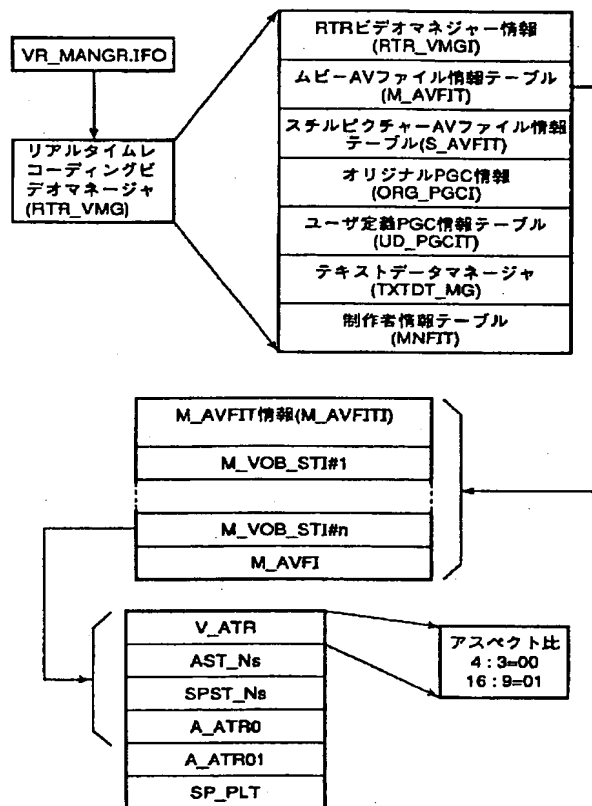 VR_MANGR.IFO
リアルタイムレ
コーディングビ
デオマネージャ
(RTR_VMG)
RTRビデオマネジャー情報
(RTR_VMGI)
ムビーAVファイル情報テーブル
(M_AVFIT)
スチルピクチャーAVファイル情報
テーブル(S_AVFIT)
オリジナルPGC情報
(ORG_PGCI)
ユーザ定義PGC情報テーブル
(UD_PGCIT)
テキストデータマネージャ
(TXTDT_MG)
制作者情報テーブル
(MNFIT)
M_AVFIT情報(M_AVFITI)
M_VOB_STI#1
M_VOB_STI#n
M_AVFI
V_ATR
AST_Ns
SPST_Ns
A_ATR0
A_ATR01
SP_PLT
アスペクト比
4：3=00
16：9=01